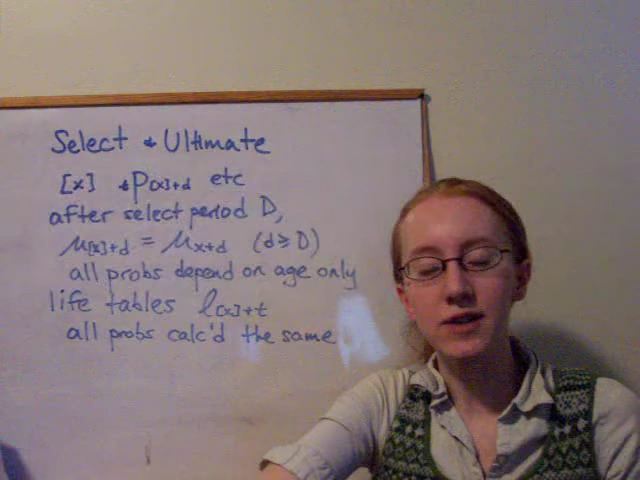 Select & Ultimate
[x] tP[x]+d etc
after select period D,
μ[x]+d = μx+d (d≥D)
all probs depend on age only
life tables l[x]+t
all probs calc'd the same